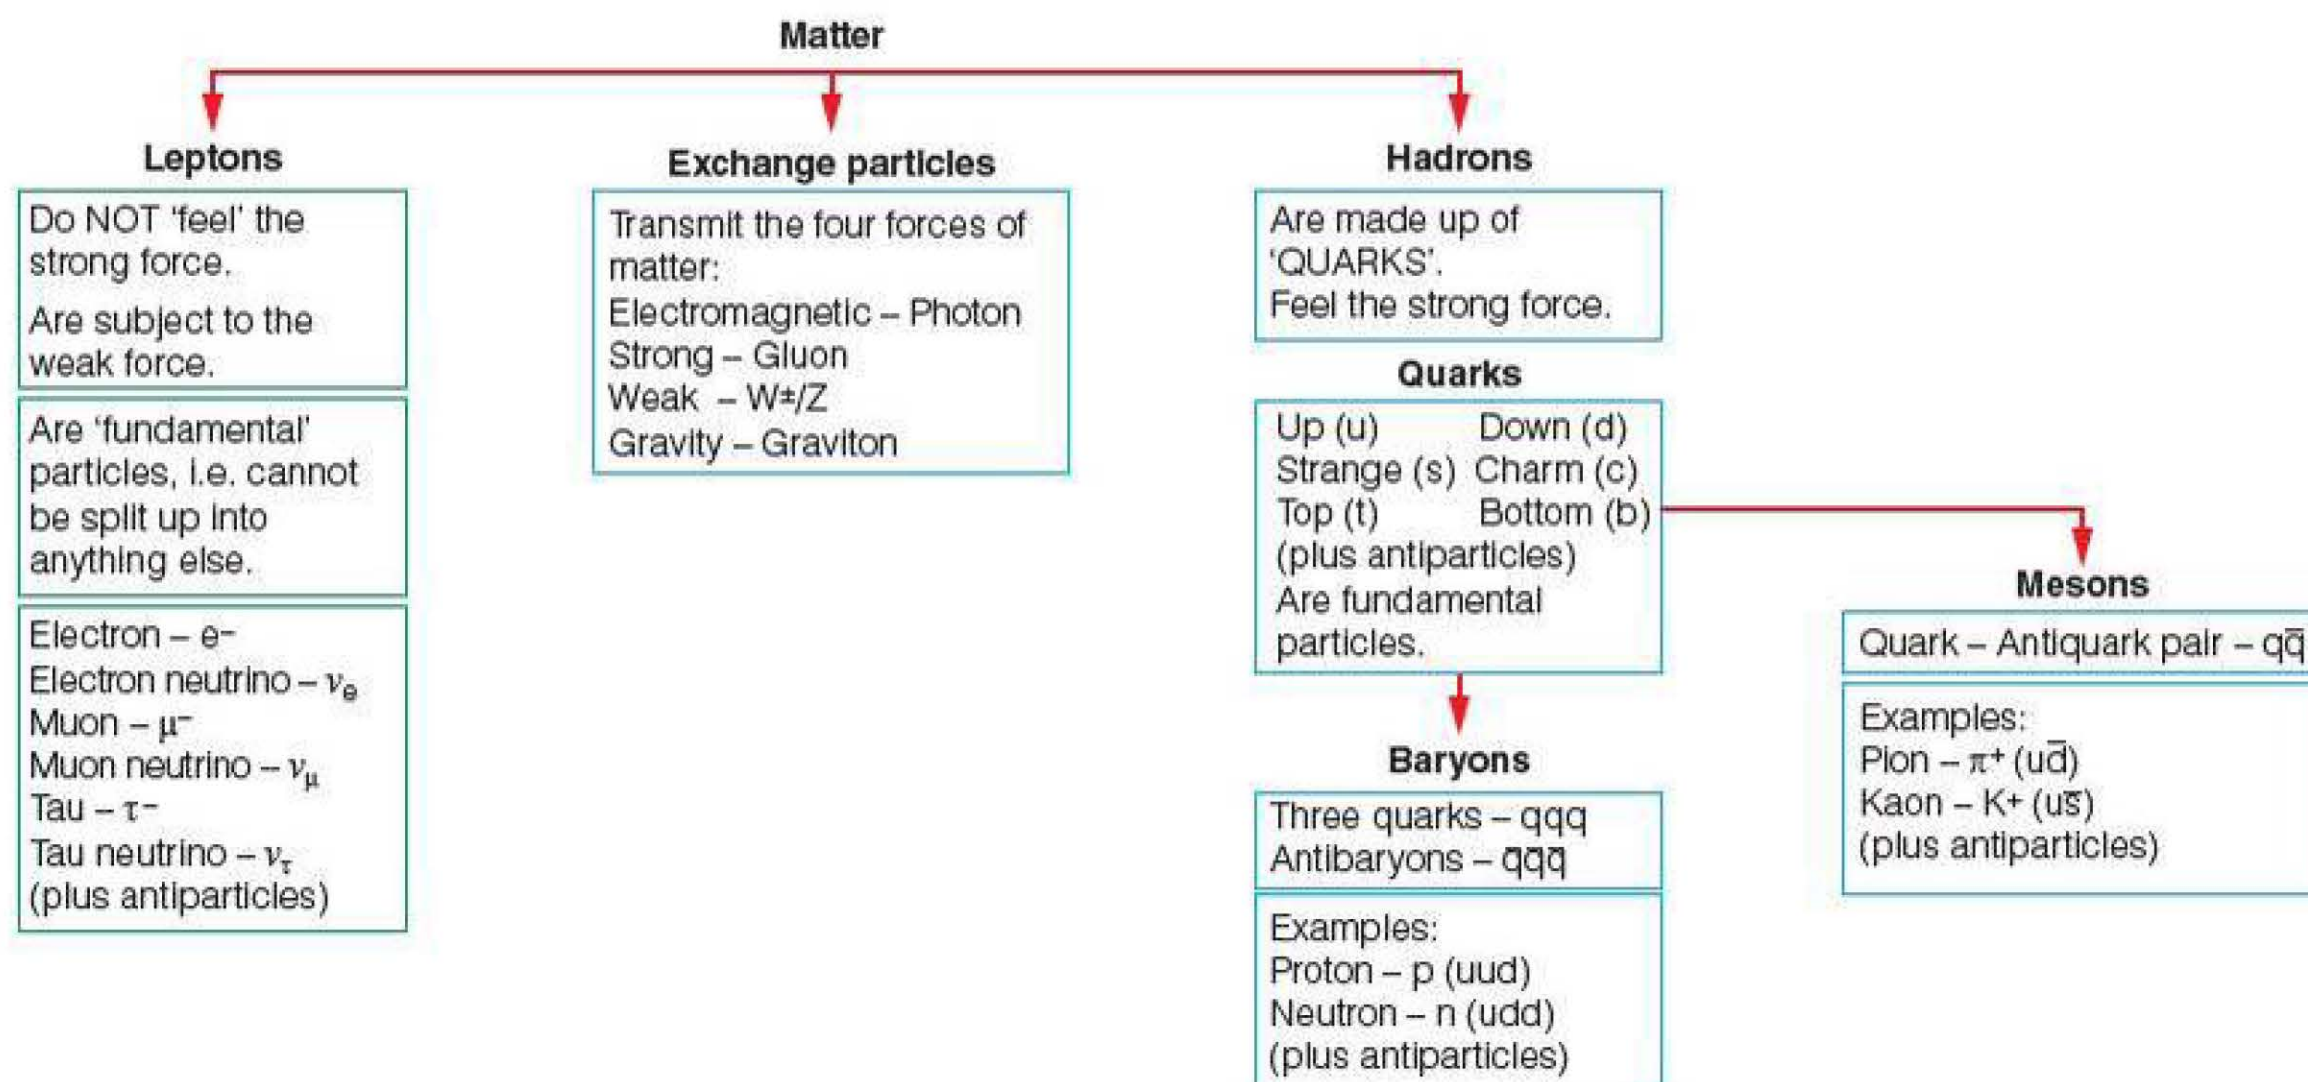 Matter
Leptons
Do NOT ‘feel’ the
strong force.
Are subject to the
weak force.
Are ‘fundamental’
particles, i.e. cannot
be split up into
anything else.
Electron – e⁻
Electron neutrino – νₑ
Muon – μ⁻
Muon neutrino – ν_μ
Tau – τ⁻
Tau neutrino – ν_τ
(plus antiparticles)
Exchange particles
Transmit the four forces of
matter:
Electromagnetic – Photon
Strong – Gluon
Weak – W±/Z
Gravity – Graviton
Hadrons
Are made up of
‘QUARKS’.
Feel the strong force.
Quarks
Up (u) Down (d)
Strange (s) Charm (c)
Top (t) Bottom (b)
(plus antiparticles)
Are fundamental
particles.
Baryons
Three quarks – qqq
Antibaryons – q̅q̅q̅
Examples:
Proton – p (uud)
Neutron – n (udd)
(plus antiparticles)
Mesons
Quark – Antiquark pair – qq̅
Examples:
Pion – π⁺ (ud̅)
Kaon – K⁺ (us̅)
(plus antiparticles)